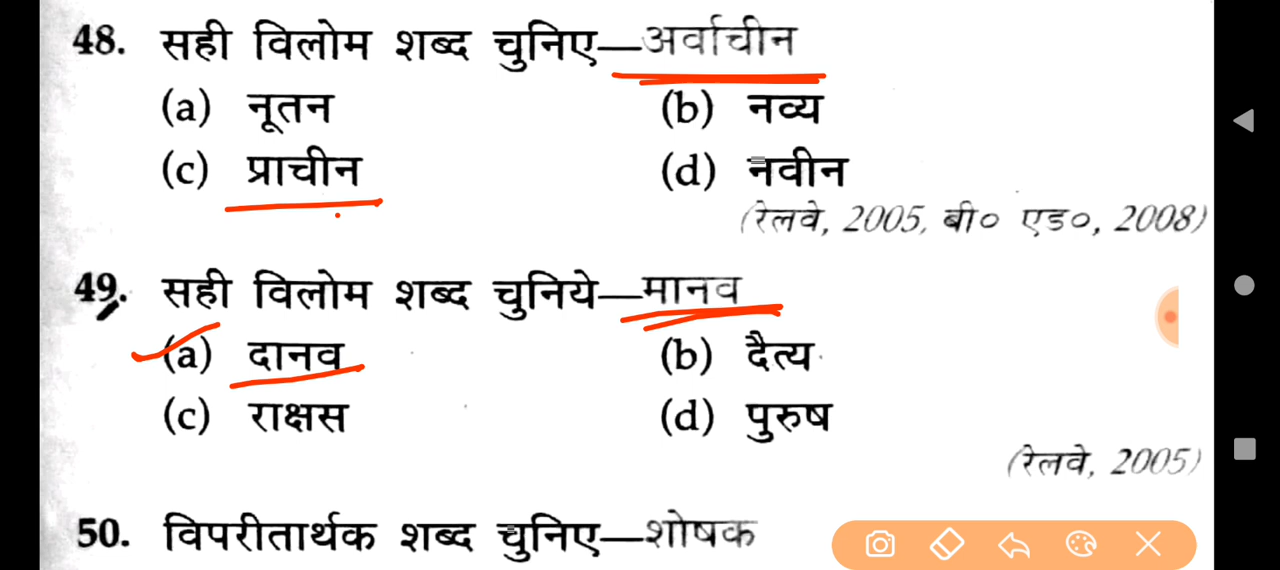 48. सही विलोम शब्द चुनिए—अर्वाचीन
(a) नूतन (b) नव्य
(c) प्राचीन (d) नवीन
(रेलवे, 2005, बी० एड०, 2008)
49. सही विलोम शब्द चुनिये—मानव
(a) दानव (b) दैत्य
(c) राक्षस (d) पुरुष
(रेलवे, 2005)
50. विपरीतार्थक शब्द चुनिए—शोषक